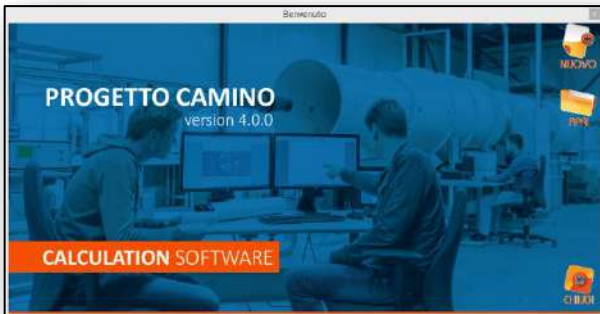 Benvenuto
NUOVO
PROGETTO CAMINO
version 4.0.0
APRI
CALCULATION SOFTWARE
CHIUDI